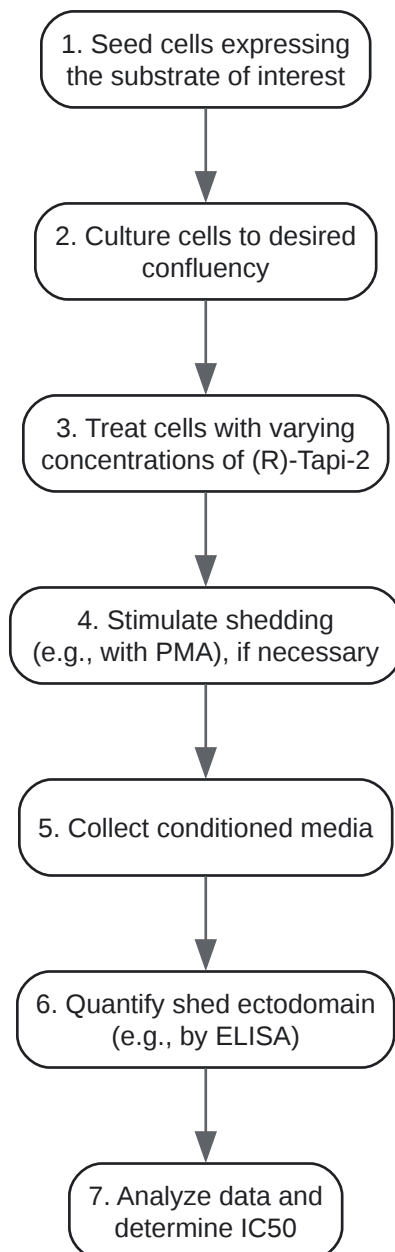 1. Seed cells expressing
the substrate of interest
2. Culture cells to desired
confluency
3. Treat cells with varying
concentrations of (R)-Tapi-2
4. Stimulate shedding
(e.g., with PMA), if necessary
5. Collect conditioned media
6. Quantify shed ectodomain
(e.g., by ELISA)
7. Analyze data and
determine IC50